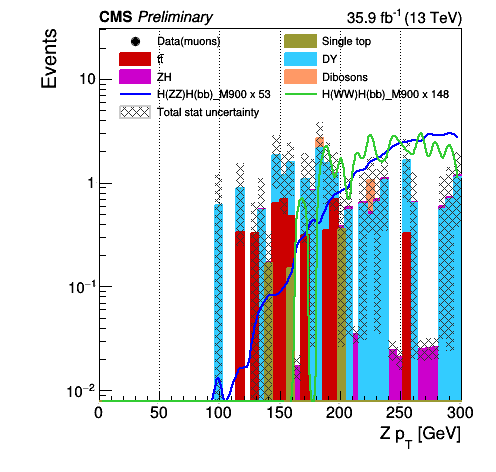 CMS Preliminary 35.9 fb⁻¹ (13 TeV)
Events
Data(muons) Single top
tt̄ DY
ZH Dibosons
H(ZZ)H(bb)_M900 x 53 H(WW)H(bb)_M900 x 148
Total stat uncertainty
10
1
10⁻¹
10⁻²
0 50 100 150 200 250 300
Z p_T [GeV]